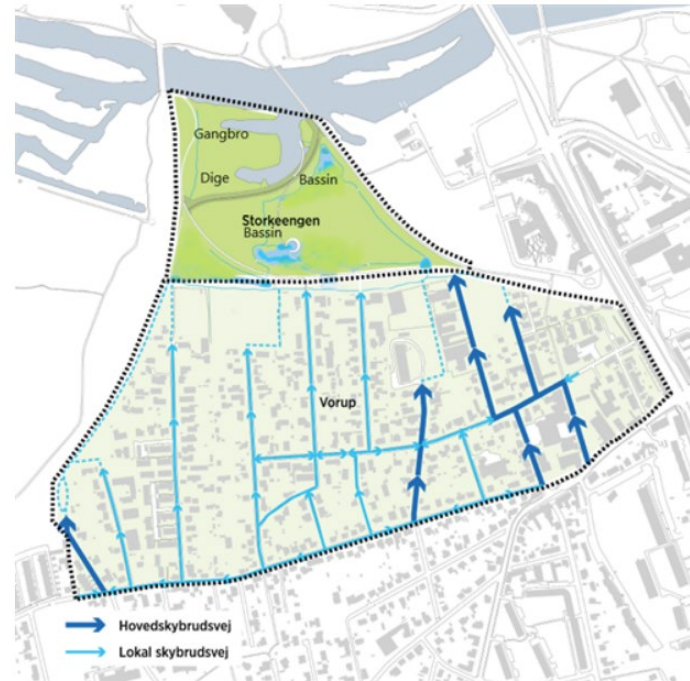 Gangbro
Dige
Bassin
Storkeengen
Bassin
Vorup
Hovedskybrudsvej
Lokal skybrudsvej